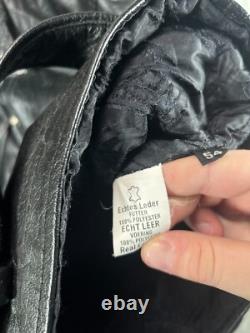 54
Echtes Leder
FUTTER
100% POLYESTER
ECHT LEER
VOERING
100% POLYESTER
Real